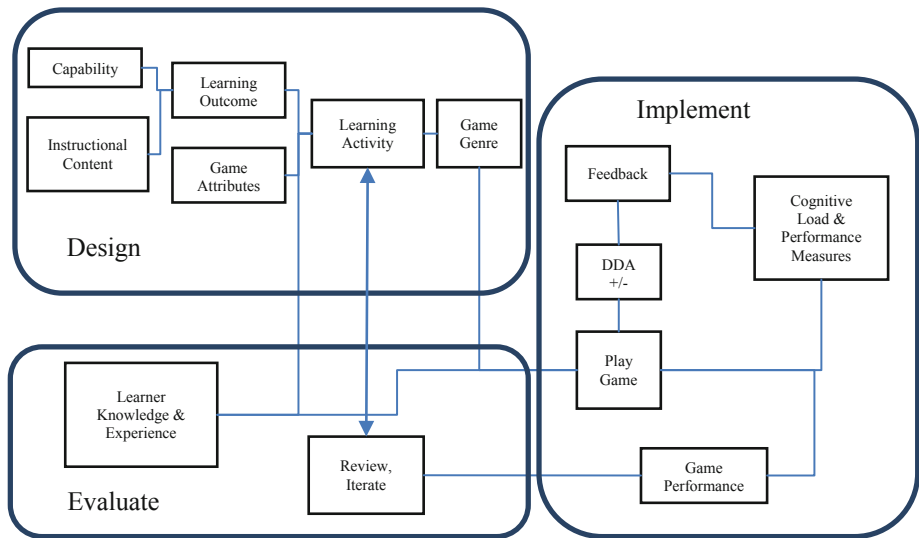 Capability
Learning
Outcome
Instructional
Content
Game
Attributes
Learning
Activity
Game
Genre
Design
Implement
Feedback
Cognitive
Load &
Performance
Measures
DDA
+/-
Play
Game
Game
Performance
Learner
Knowledge &
Experience
Review,
Iterate
Evaluate